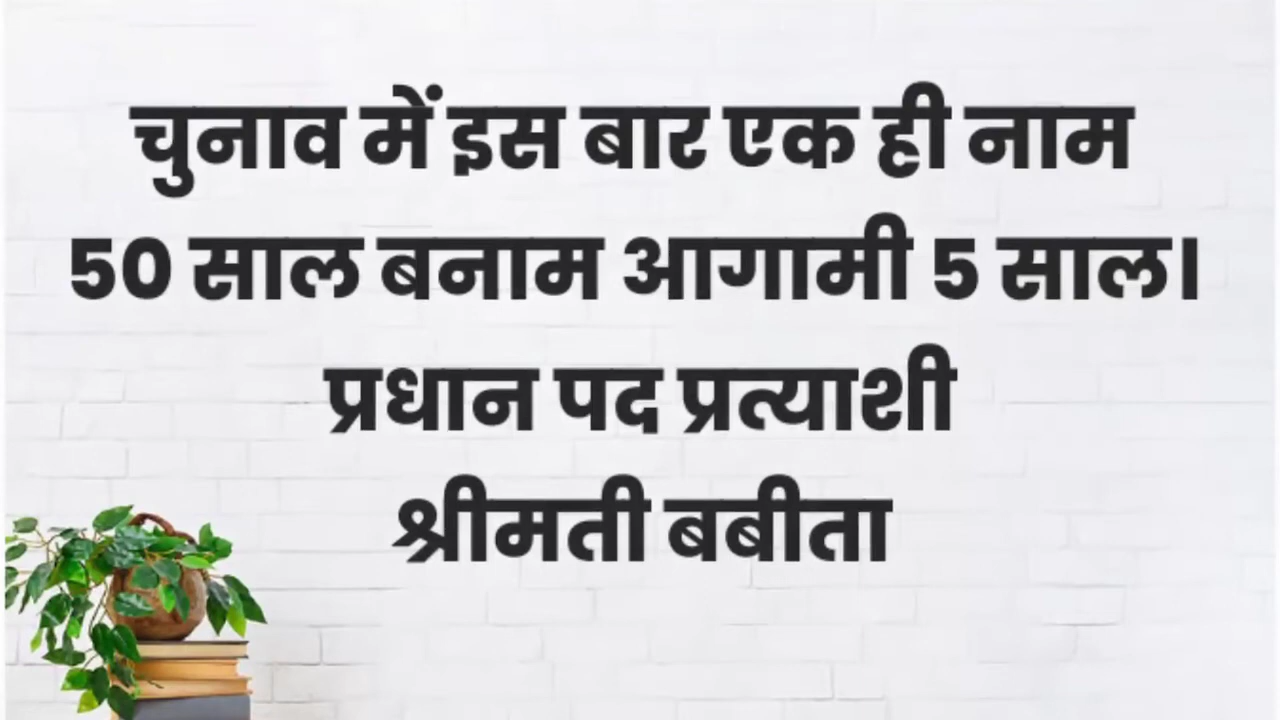 चुनाव में इस बार एक ही नाम
50 साल बनाम आगामी 5 साल।
प्रधान पद प्रत्याशी
श्रीमती बबीता